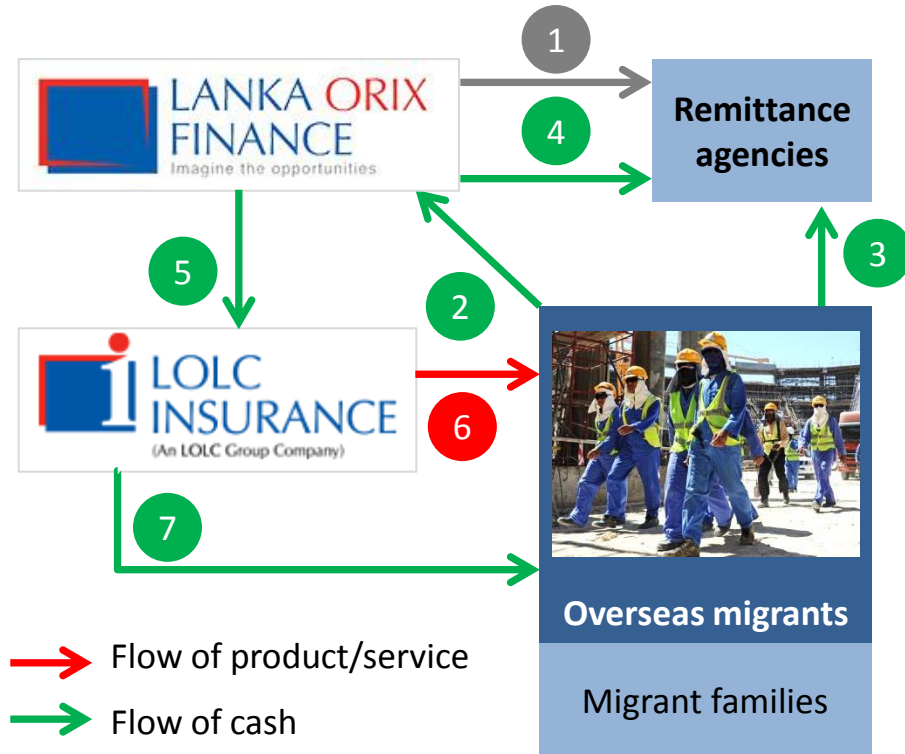 1
LANKA ORIX
FINANCE
Imagine the opportunities
4
Remittance
agencies
5
2
3
i LOLC
INSURANCE
(An LOLC Group Company)
6
7
Overseas migrants
Migrant families
Flow of product/service
Flow of cash